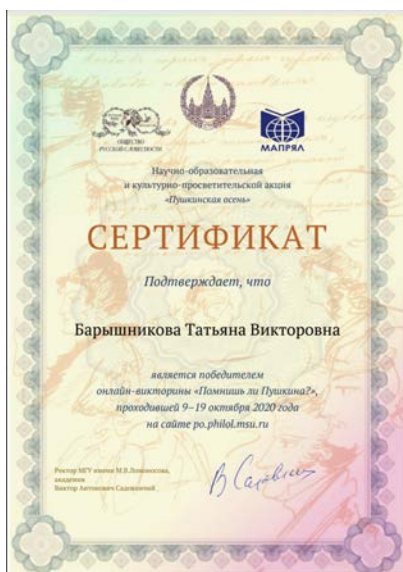 ОБЩЕСТВО
РУССКОЙ СЛОВЕСНОСТИ
МАПРЯЛ
Научно-образовательная
и культурно-просветительской акция
«Пушкинская осень»
СЕРТИФИКАТ
Подтверждает, что
Барышникова Татьяна Викторовна
является победителем
онлайн-викторины «Помнишь ли Пушкина?»,
проходившей 9–19 октября 2020 года
на сайте po.philol.msu.ru
Ректор МГУ имени М.В.Ломоносова,
академик
Виктор Антонович Садовничий